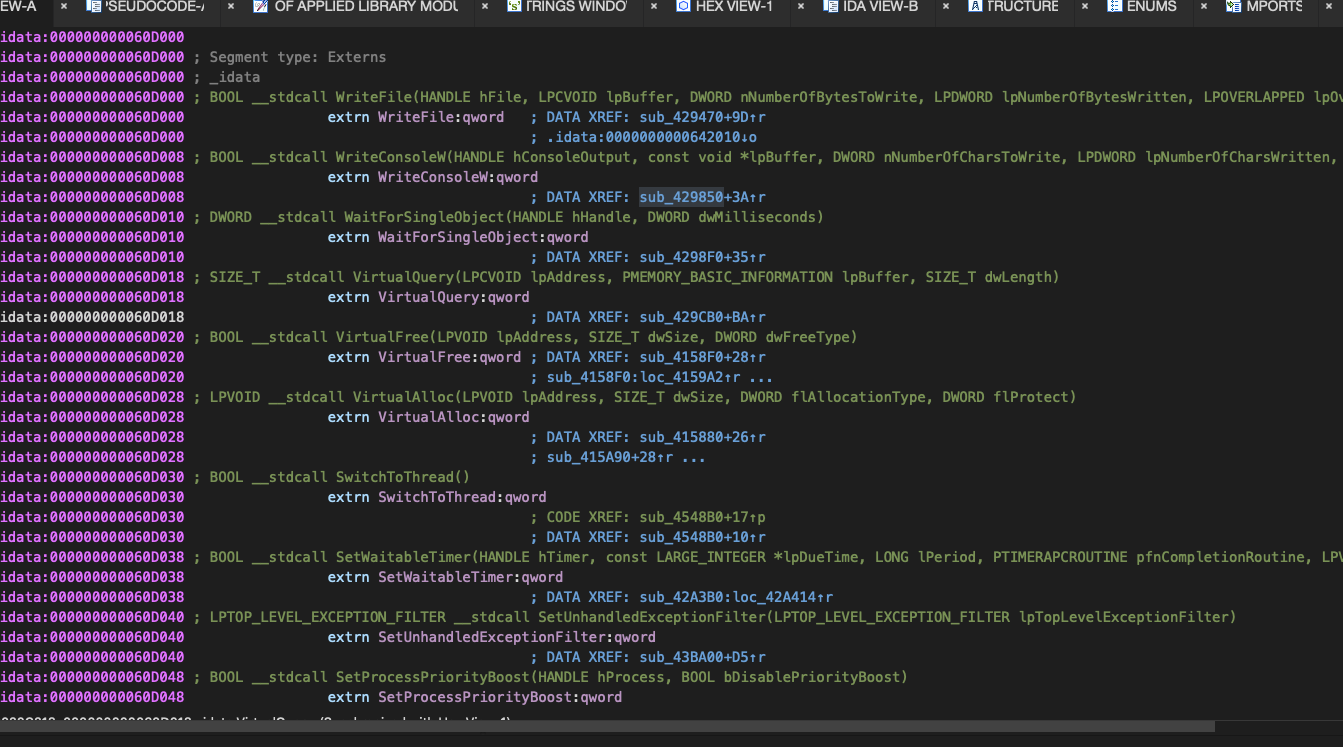 EW-A × 'SEUDOCODE-A × OF APPLIED LIBRARY MODU × TRINGS WINDO' × HEX VIEW-1 × IDA VIEW-B × TRUCTURE × ENUMS × MPORTS ×
idata:000000000060D000
idata:000000000060D000 ; Segment type: Externs
idata:000000000060D000 ; _idata
idata:000000000060D000 ; BOOL __stdcall WriteFile(HANDLE hFile, LPCVOID lpBuffer, DWORD nNumberOfBytesToWrite, LPDWORD lpNumberOfBytesWritten, LPOVERLAPPED lpOv
idata:000000000060D000 extrn WriteFile:qword ; DATA XREF: sub_429470+9D↑r
idata:000000000060D000 ; .idata:0000000000642010↓o
idata:000000000060D008 ; BOOL __stdcall WriteConsoleW(HANDLE hConsoleOutput, const void *lpBuffer, DWORD nNumberOfCharsToWrite, LPDWORD lpNumberOfCharsWritten,
idata:000000000060D008 extrn WriteConsoleW:qword
idata:000000000060D008 ; DATA XREF: sub_429850+3A↑r
idata:000000000060D010 ; DWORD __stdcall WaitForSingleObject(HANDLE hHandle, DWORD dwMilliseconds)
idata:000000000060D010 extrn WaitForSingleObject:qword
idata:000000000060D010 ; DATA XREF: sub_4298F0+35↑r
idata:000000000060D018 ; SIZE_T __stdcall VirtualQuery(LPCVOID lpAddress, PMEMORY_BASIC_INFORMATION lpBuffer, SIZE_T dwLength)
idata:000000000060D018 extrn VirtualQuery:qword
idata:000000000060D018 ; DATA XREF: sub_429CB0+BA↑r
idata:000000000060D020 ; BOOL __stdcall VirtualFree(LPVOID lpAddress, SIZE_T dwSize, DWORD dwFreeType)
idata:000000000060D020 extrn VirtualFree:qword ; DATA XREF: sub_4158F0+28↑r
idata:000000000060D020 ; sub_4158F0:loc_4159A2↑r ...
idata:000000000060D028 ; LPVOID __stdcall VirtualAlloc(LPVOID lpAddress, SIZE_T dwSize, DWORD flAllocationType, DWORD flProtect)
idata:000000000060D028 extrn VirtualAlloc:qword
idata:000000000060D028 ; DATA XREF: sub_415880+26↑r
idata:000000000060D028 ; sub_415A90+28↑r ...
idata:000000000060D030 ; BOOL __stdcall SwitchToThread()
idata:000000000060D030 extrn SwitchToThread:qword
idata:000000000060D030 ; CODE XREF: sub_4548B0+17↑p
idata:000000000060D030 ; DATA XREF: sub_4548B0+10↑r
idata:000000000060D038 ; BOOL __stdcall SetWaitableTimer(HANDLE hTimer, const LARGE_INTEGER *lpDueTime, LONG lPeriod, PTIMERAPCROUTINE pfnCompletionRoutine, LPV
idata:000000000060D038 extrn SetWaitableTimer:qword
idata:000000000060D038 ; DATA XREF: sub_42A3B0:loc_42A414↑r
idata:000000000060D040 ; LPTOP_LEVEL_EXCEPTION_FILTER __stdcall SetUnhandledExceptionFilter(LPTOP_LEVEL_EXCEPTION_FILTER lpTopLevelExceptionFilter)
idata:000000000060D040 extrn SetUnhandledExceptionFilter:qword
idata:000000000060D040 ; DATA XREF: sub_43BA00+D5↑r
idata:000000000060D048 ; BOOL __stdcall SetProcessPriorityBoost(HANDLE hProcess, BOOL bDisablePriorityBoost)
idata:000000000060D048 extrn SetProcessPriorityBoost:qword